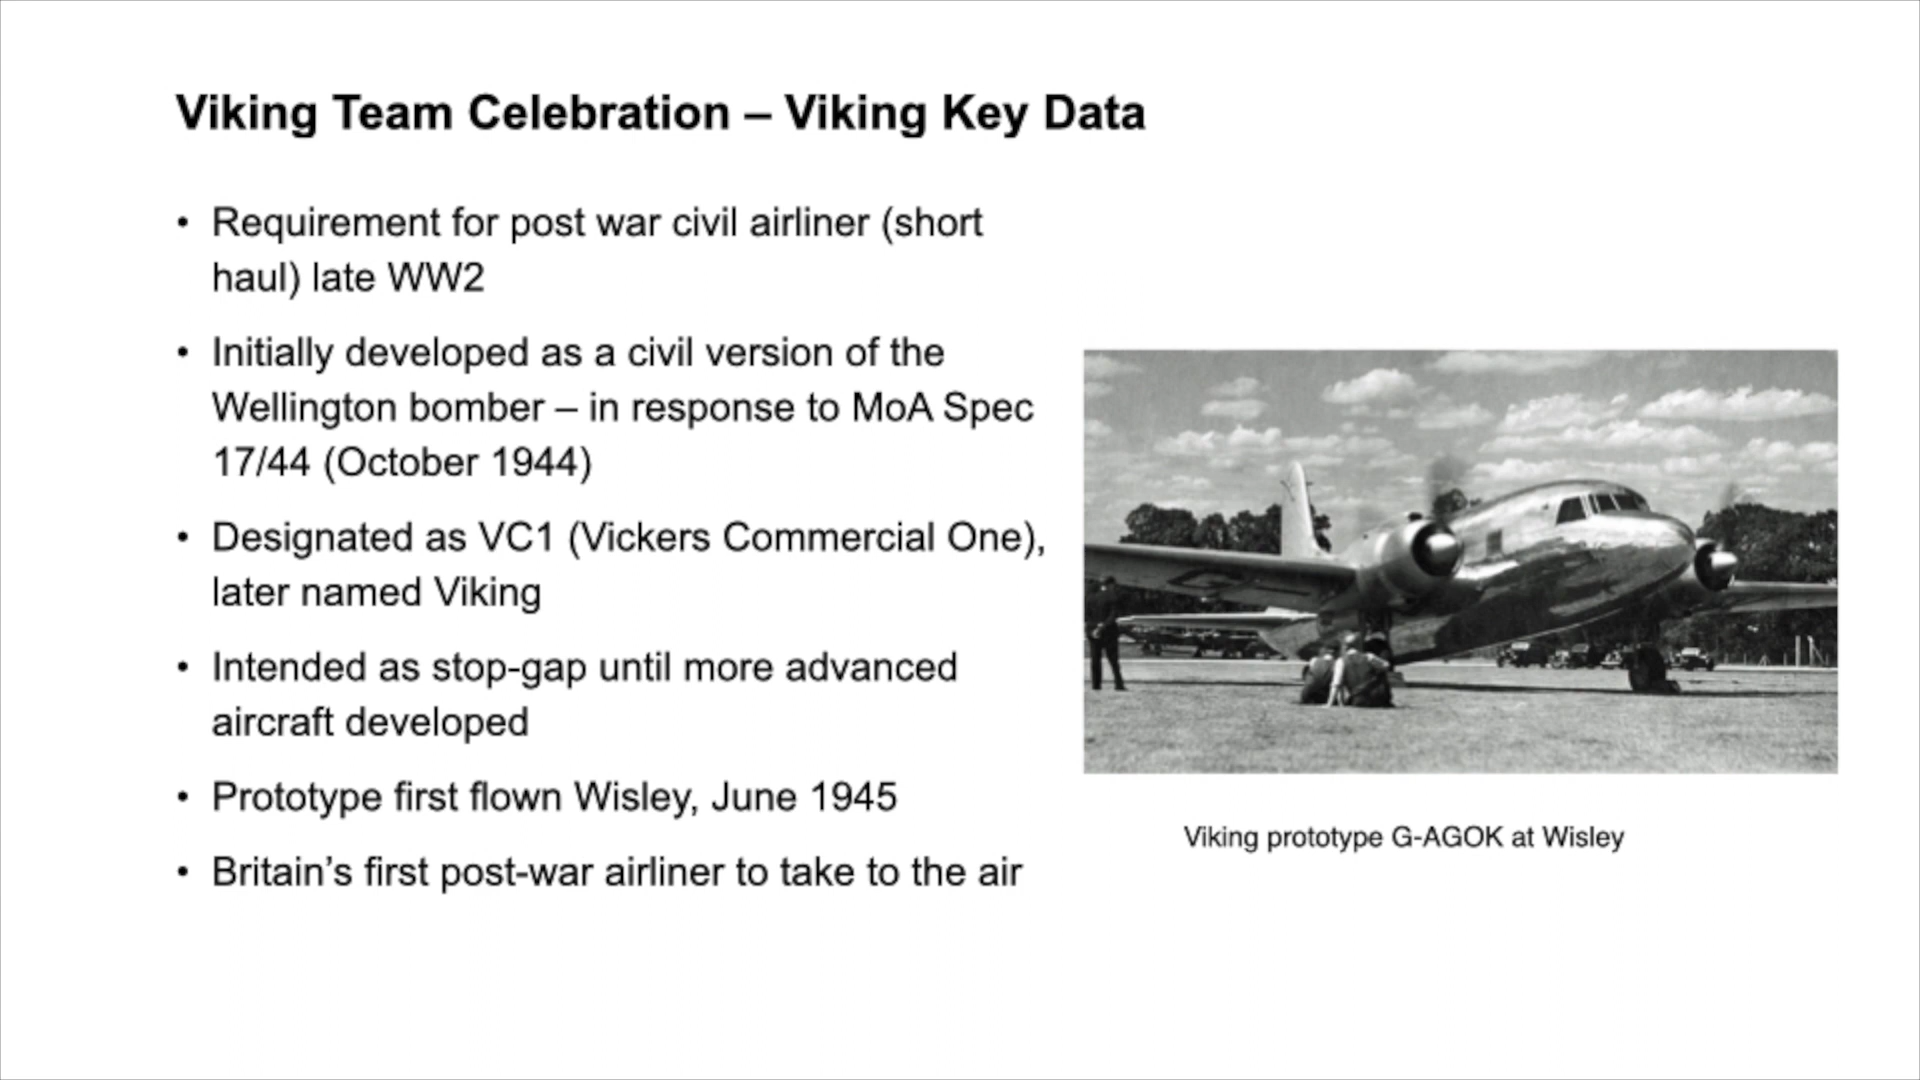 Viking Team Celebration – Viking Key Data
• Requirement for post war civil airliner (short
haul) late WW2
• Initially developed as a civil version of the
Wellington bomber – in response to MoA Spec
17/44 (October 1944)
• Designated as VC1 (Vickers Commercial One),
later named Viking
• Intended as stop-gap until more advanced
aircraft developed
• Prototype first flown Wisley, June 1945
• Britain’s first post-war airliner to take to the air
Viking prototype G-AGOK at Wisley